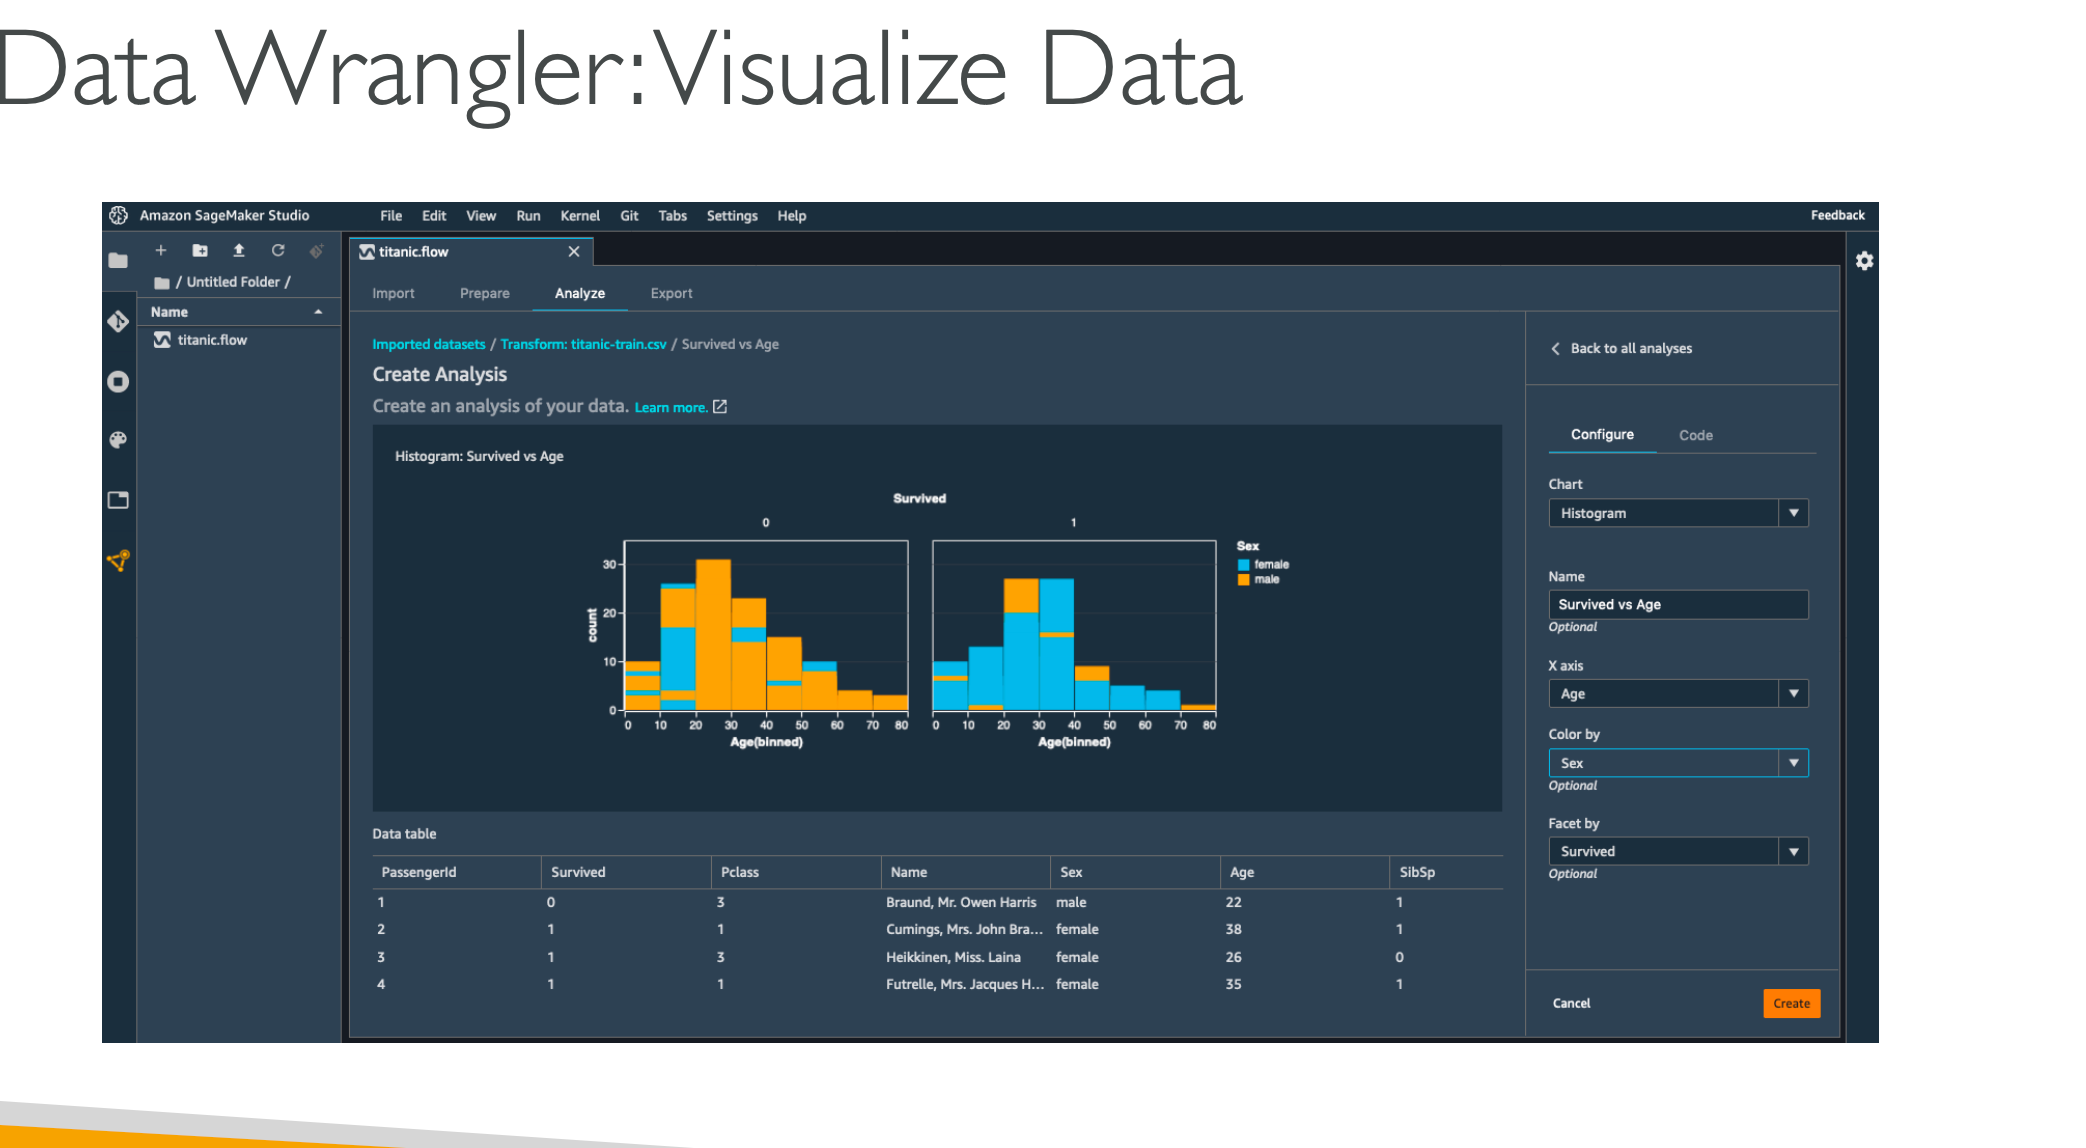 Data Wrangler: Visualize Data
Amazon SageMaker Studio
File Edit View Run Kernel Git Tabs Settings Help
Feedback
/ Untitled Folder /
Name
titanic.flow
titanic.flow
Import Prepare Analyze Export
Imported datasets / Transform: titanic-train.csv / Survived vs Age
Create Analysis
Create an analysis of your data. Learn more.
Histogram: Survived vs Age
Survived
0 1
30
20
10
0
count
0 10 20 30 40 50 60 70 80
Age(binned)
0 10 20 30 40 50 60 70 80
Age(binned)
Sex
female
male
Data table
PassengerId Survived Pclass Name Sex Age SibSp
1 0 3 Braund, Mr. Owen Harris male 22 1
2 1 1 Cumings, Mrs. John Bra... female 38 1
3 1 3 Heikkinen, Miss. Laina female 26 0
4 1 1 Futrelle, Mrs. Jacques H... female 35 1
Back to all analyses
Configure Code
Chart
Histogram
Name
Survived vs Age
Optional
X axis
Age
Color by
Sex
Optional
Facet by
Survived
Optional
Cancel Create